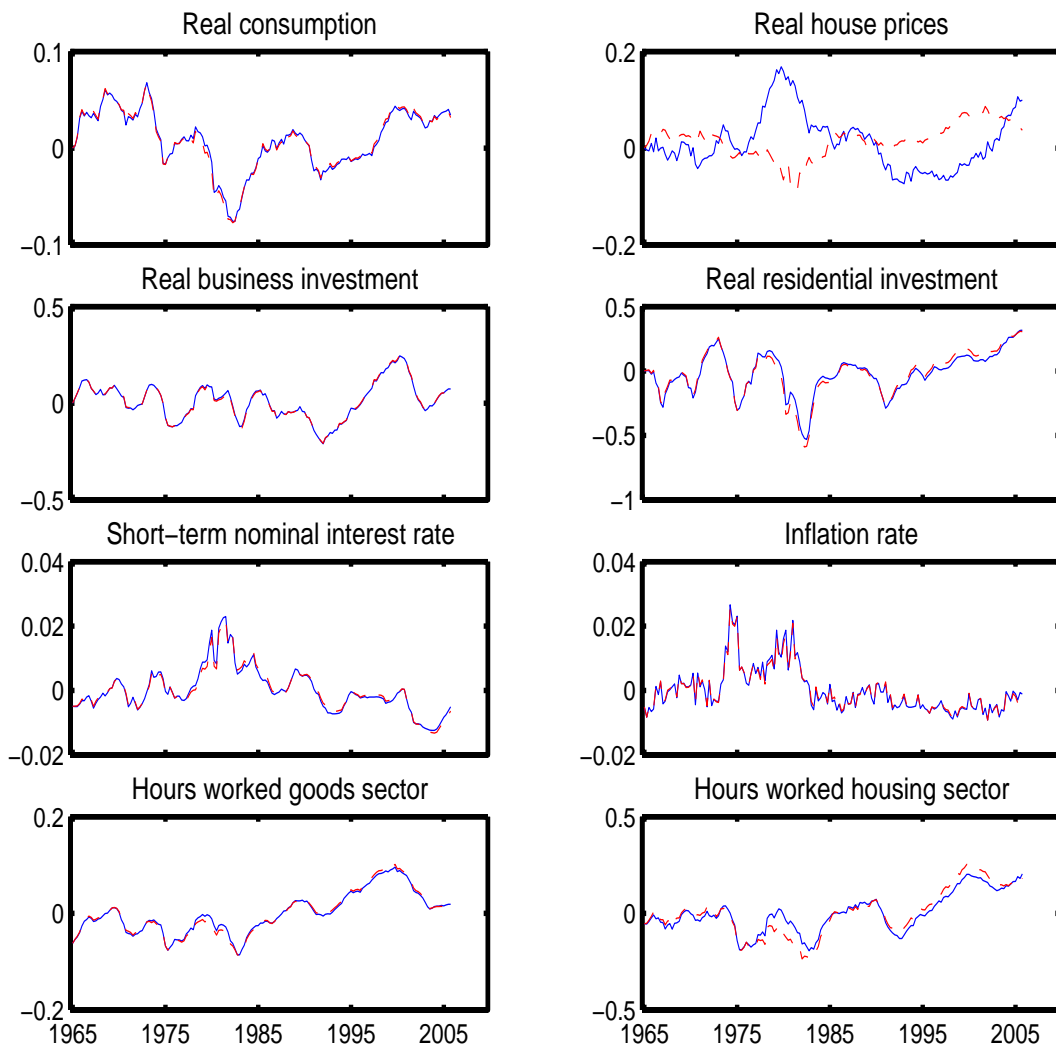 Real consumption
0.1
0
−0.1
Real house prices
0.2
0
−0.2
Real business investment
0.5
0
−0.5
Real residential investment
0.5
0
−0.5
−1
Short−term nominal interest rate
0.04
0.02
0
−0.02
Inflation rate
0.04
0.02
0
−0.02
Hours worked goods sector
0.2
0
−0.2
1965 1975 1985 1995 2005
Hours worked housing sector
0.5
0
−0.5
1965 1975 1985 1995 2005